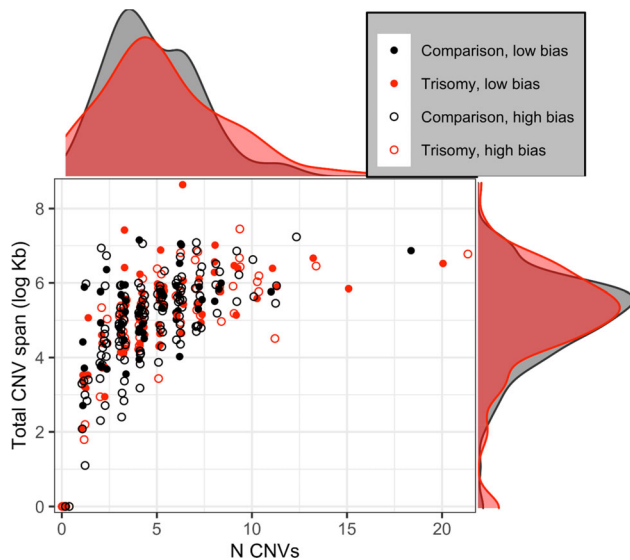 Comparison, low bias
Trisomy, low bias
Comparison, high bias
Trisomy, high bias
Total CNV span (log Kb)
8
6
4
2
0
0
5
10
15
20
N CNVs